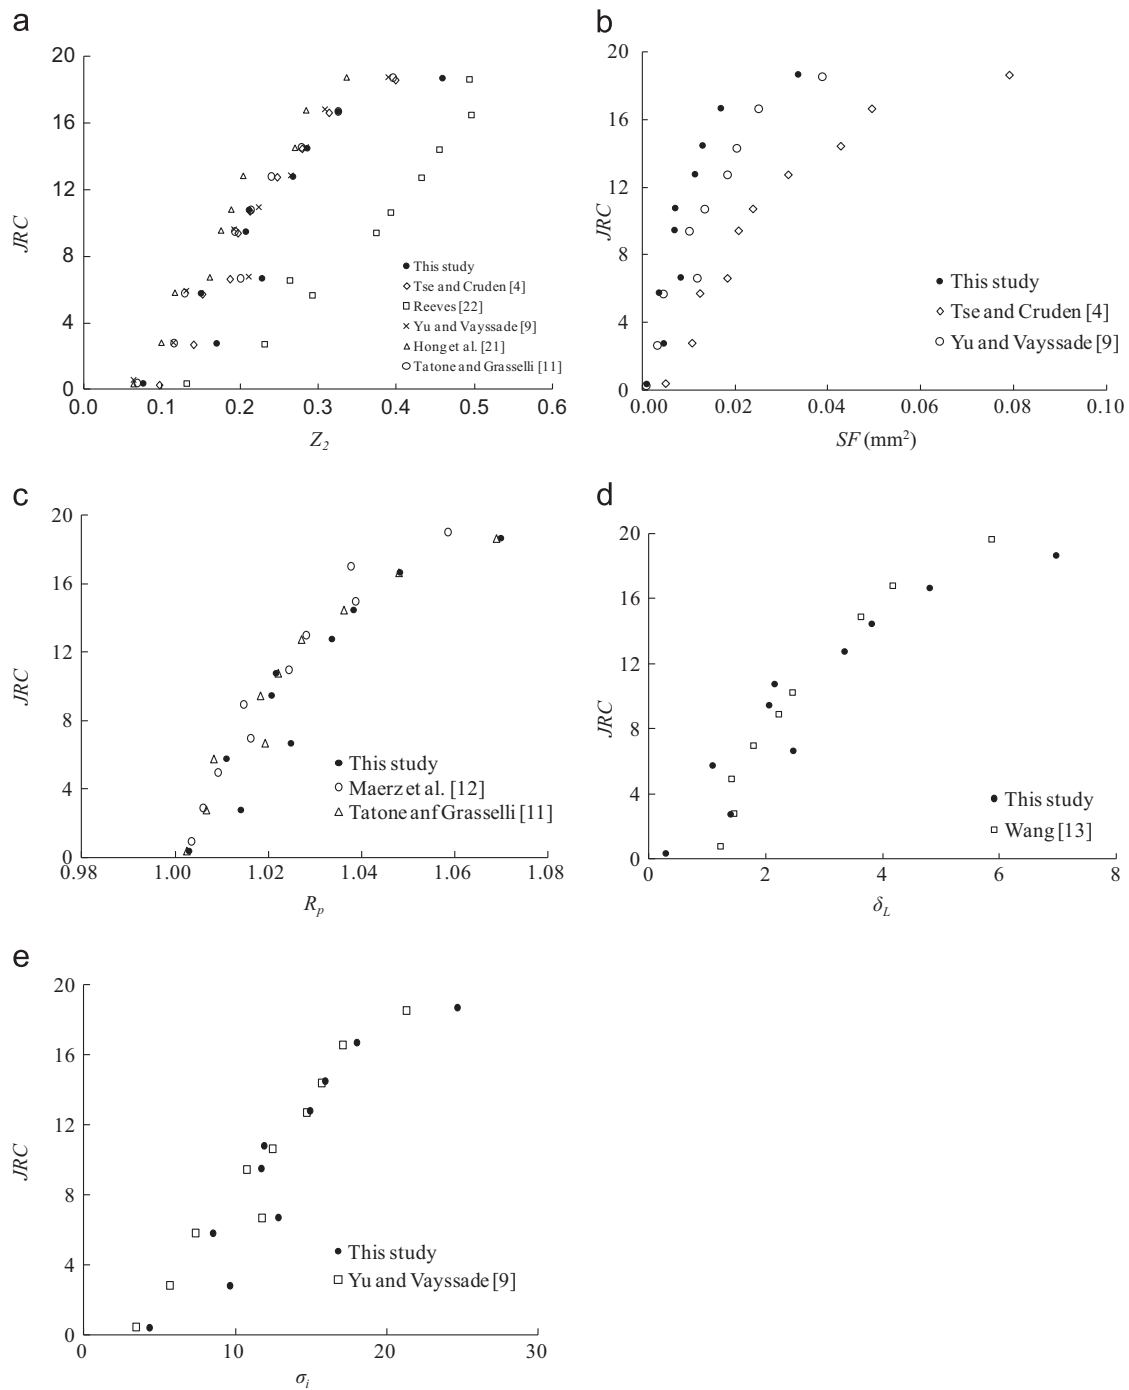 a
20
16
12
8
4
0
JRC
0.0 0.1 0.2 0.3 0.4 0.5 0.6
Z2
This study
Tse and Cruden [4]
Reeves [22]
Yu and Vayssade [9]
Hong et al. [21]
Tatone and Grasselli [11]
b
20
16
12
8
4
0
JRC
0.00 0.02 0.04 0.06 0.08 0.10
SF (mm²)
This study
Tse and Cruden [4]
Yu and Vayssade [9]
c
20
16
12
8
4
0
JRC
0.98 1.00 1.02 1.04 1.06 1.08
Rp
This study
Maerz et al. [12]
Tatone anf Grasselli [11]
d
20
16
12
8
4
0
JRC
0 2 4 6 8
δL
This study
Wang [13]
e
20
16
12
8
4
0
JRC
0 10 20 30
σi
This study
Yu and Vayssade [9]